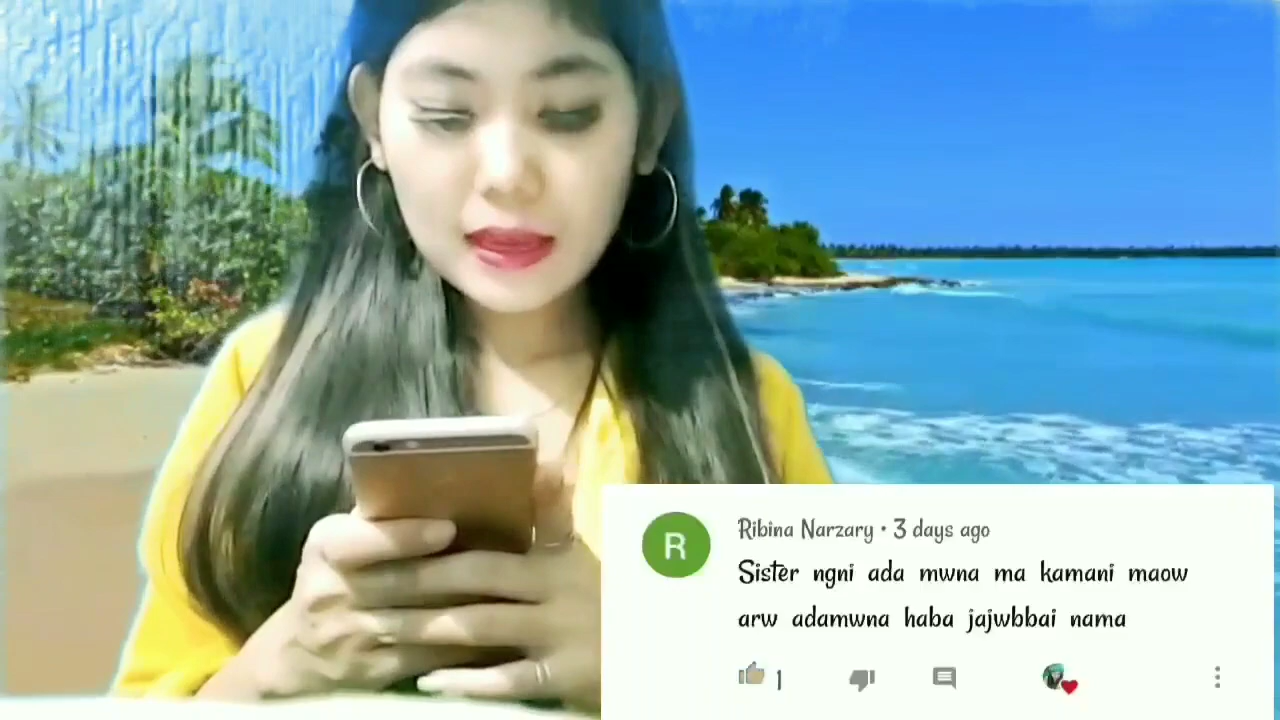 R
Ribina Narzary • 3 days ago
Sister ngni ada mwna ma kamani maow
arw adamwna haba jajwbbai nama
1